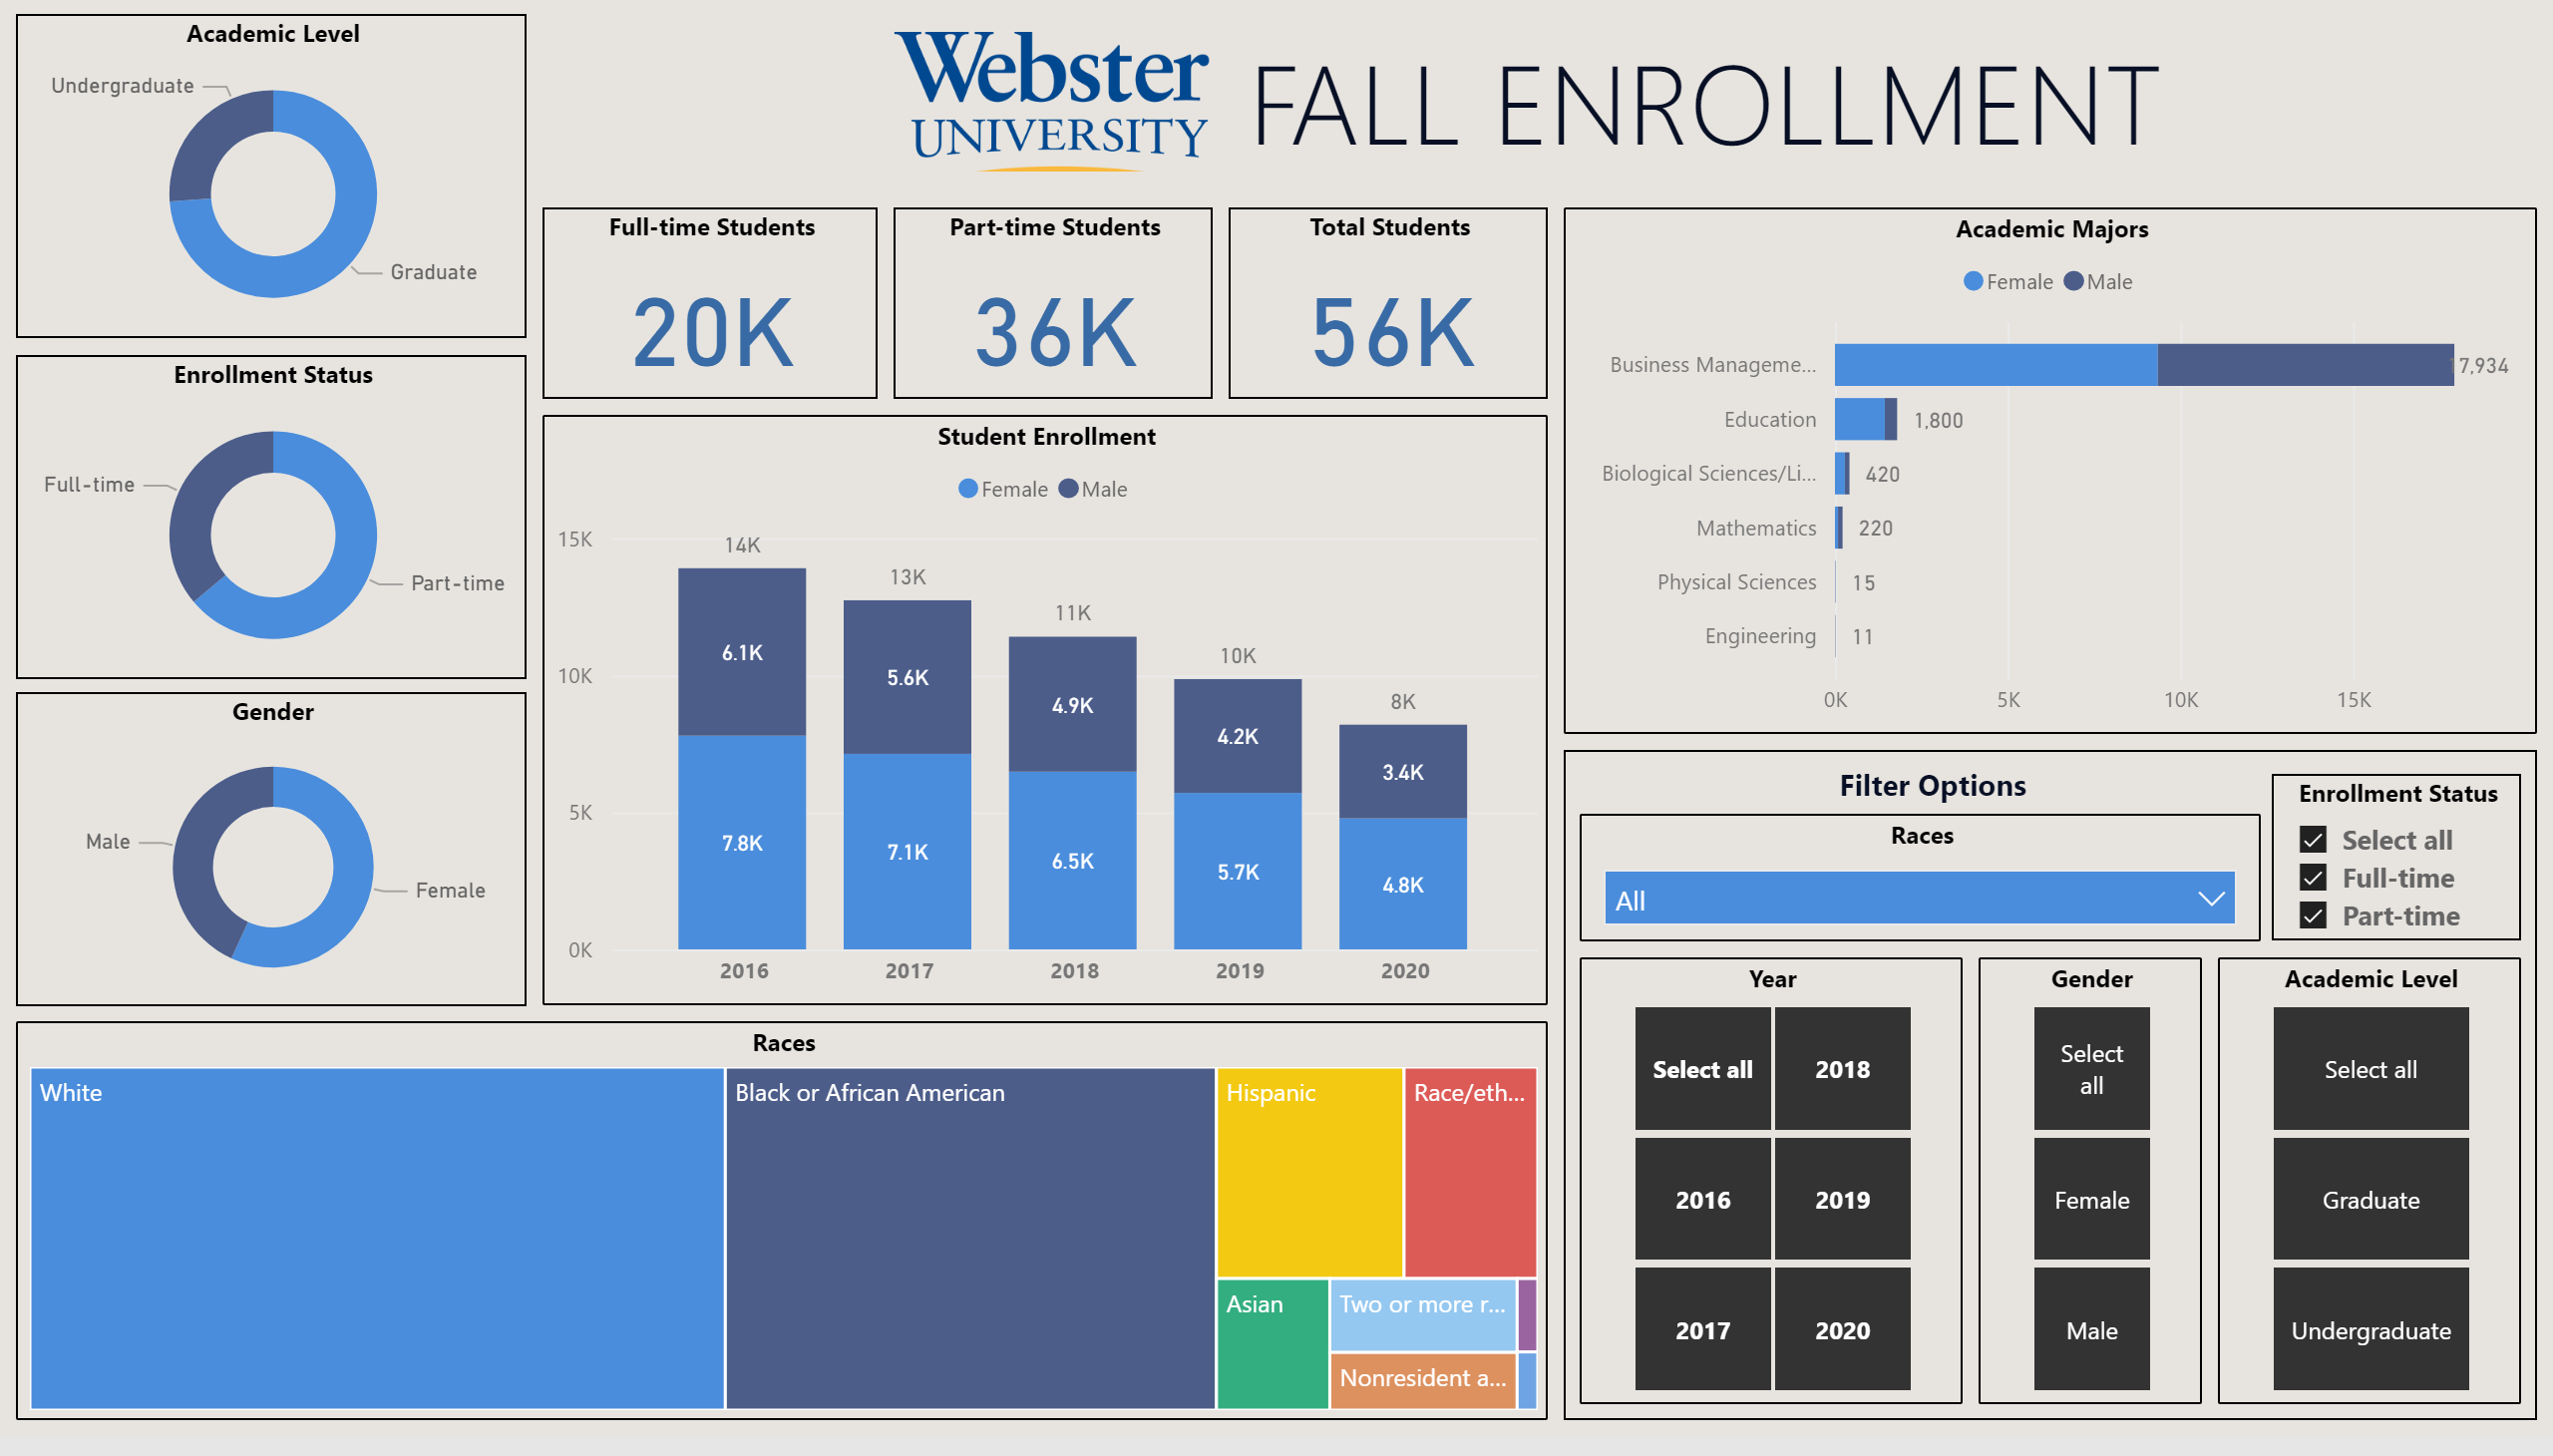 Academic Level
Undergraduate
Graduate
Webster
UNIVERSITY
FALL ENROLLMENT
Enrollment Status
Full-time
Part-time
Gender
Male
Female
Full-time Students
20K
Part-time Students
36K
Total Students
56K
Student Enrollment
Female Male
15K
10K
5K
0K
14K
6.1K
7.8K
13K
5.6K
7.1K
11K
4.9K
6.5K
10K
4.2K
5.7K
8K
3.4K
4.8K
2016 2017 2018 2019 2020
Academic Majors
Female Male
Business Manageme... 17,934
Education 1,800
Biological Sciences/Li... 420
Mathematics 220
Physical Sciences 15
Engineering 11
0K 5K 10K 15K
Races
White
Black or African American
Hispanic
Race/eth...
Asian
Two or more r...
Nonresident a...
Filter Options
Races
All
Enrollment Status
Select all
Full-time
Part-time
Year
Select all 2018
2016 2019
2017 2020
Gender
Select
all
Female
Male
Academic Level
Select all
Graduate
Undergraduate